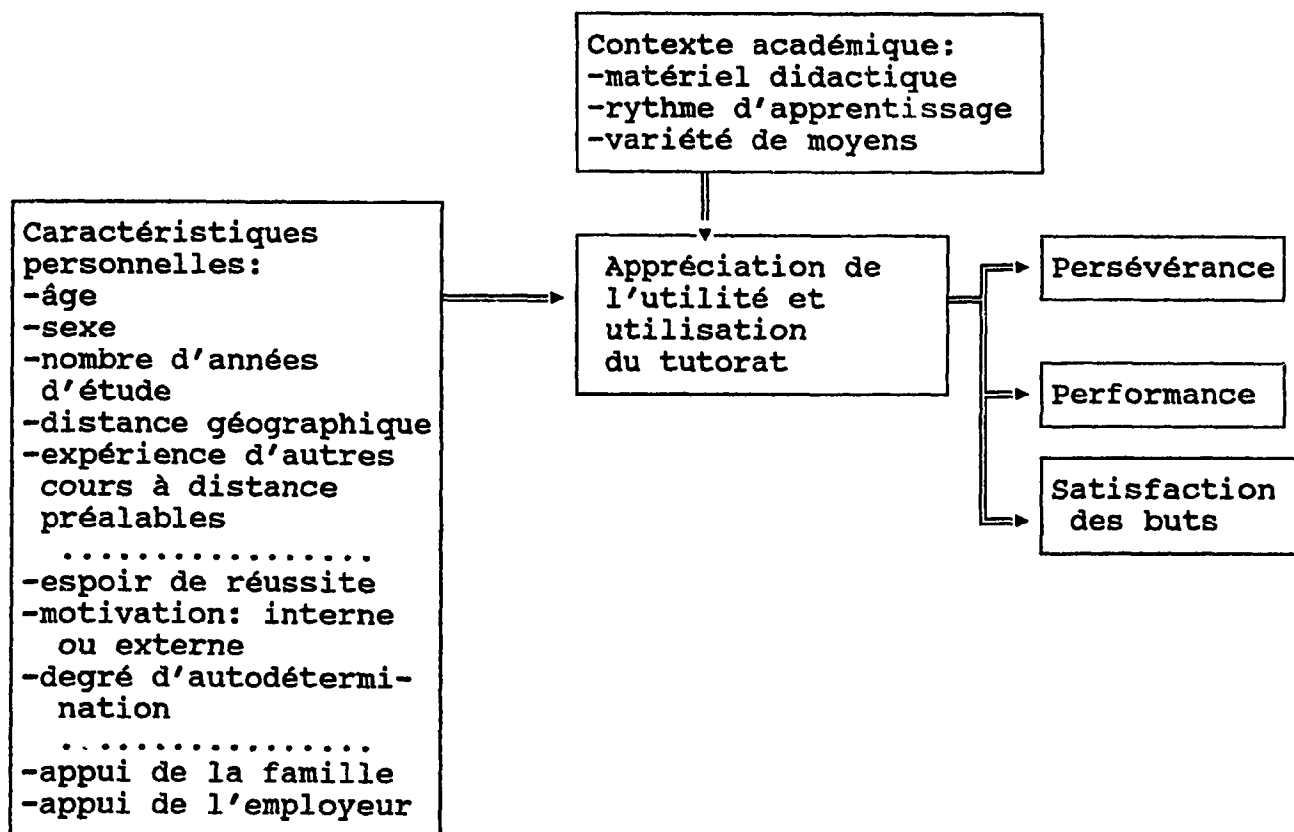 Contexte académique:
-matériel didactique
-rythme d'apprentissage
-variété de moyens
Caractéristiques
personnelles:
-âge
-sexe
-nombre d'années
d'étude
-distance géographique
-expérience d'autres
cours à distance
préalables
.................
-espoir de réussite
-motivation: interne
ou externe
-degré d'autodétermi-
nation
.................
-appui de la famille
-appui de l'employeur
Appréciation de
l'utilité et
utilisation
du tutorat
Persévérance
Performance
Satisfaction
des buts